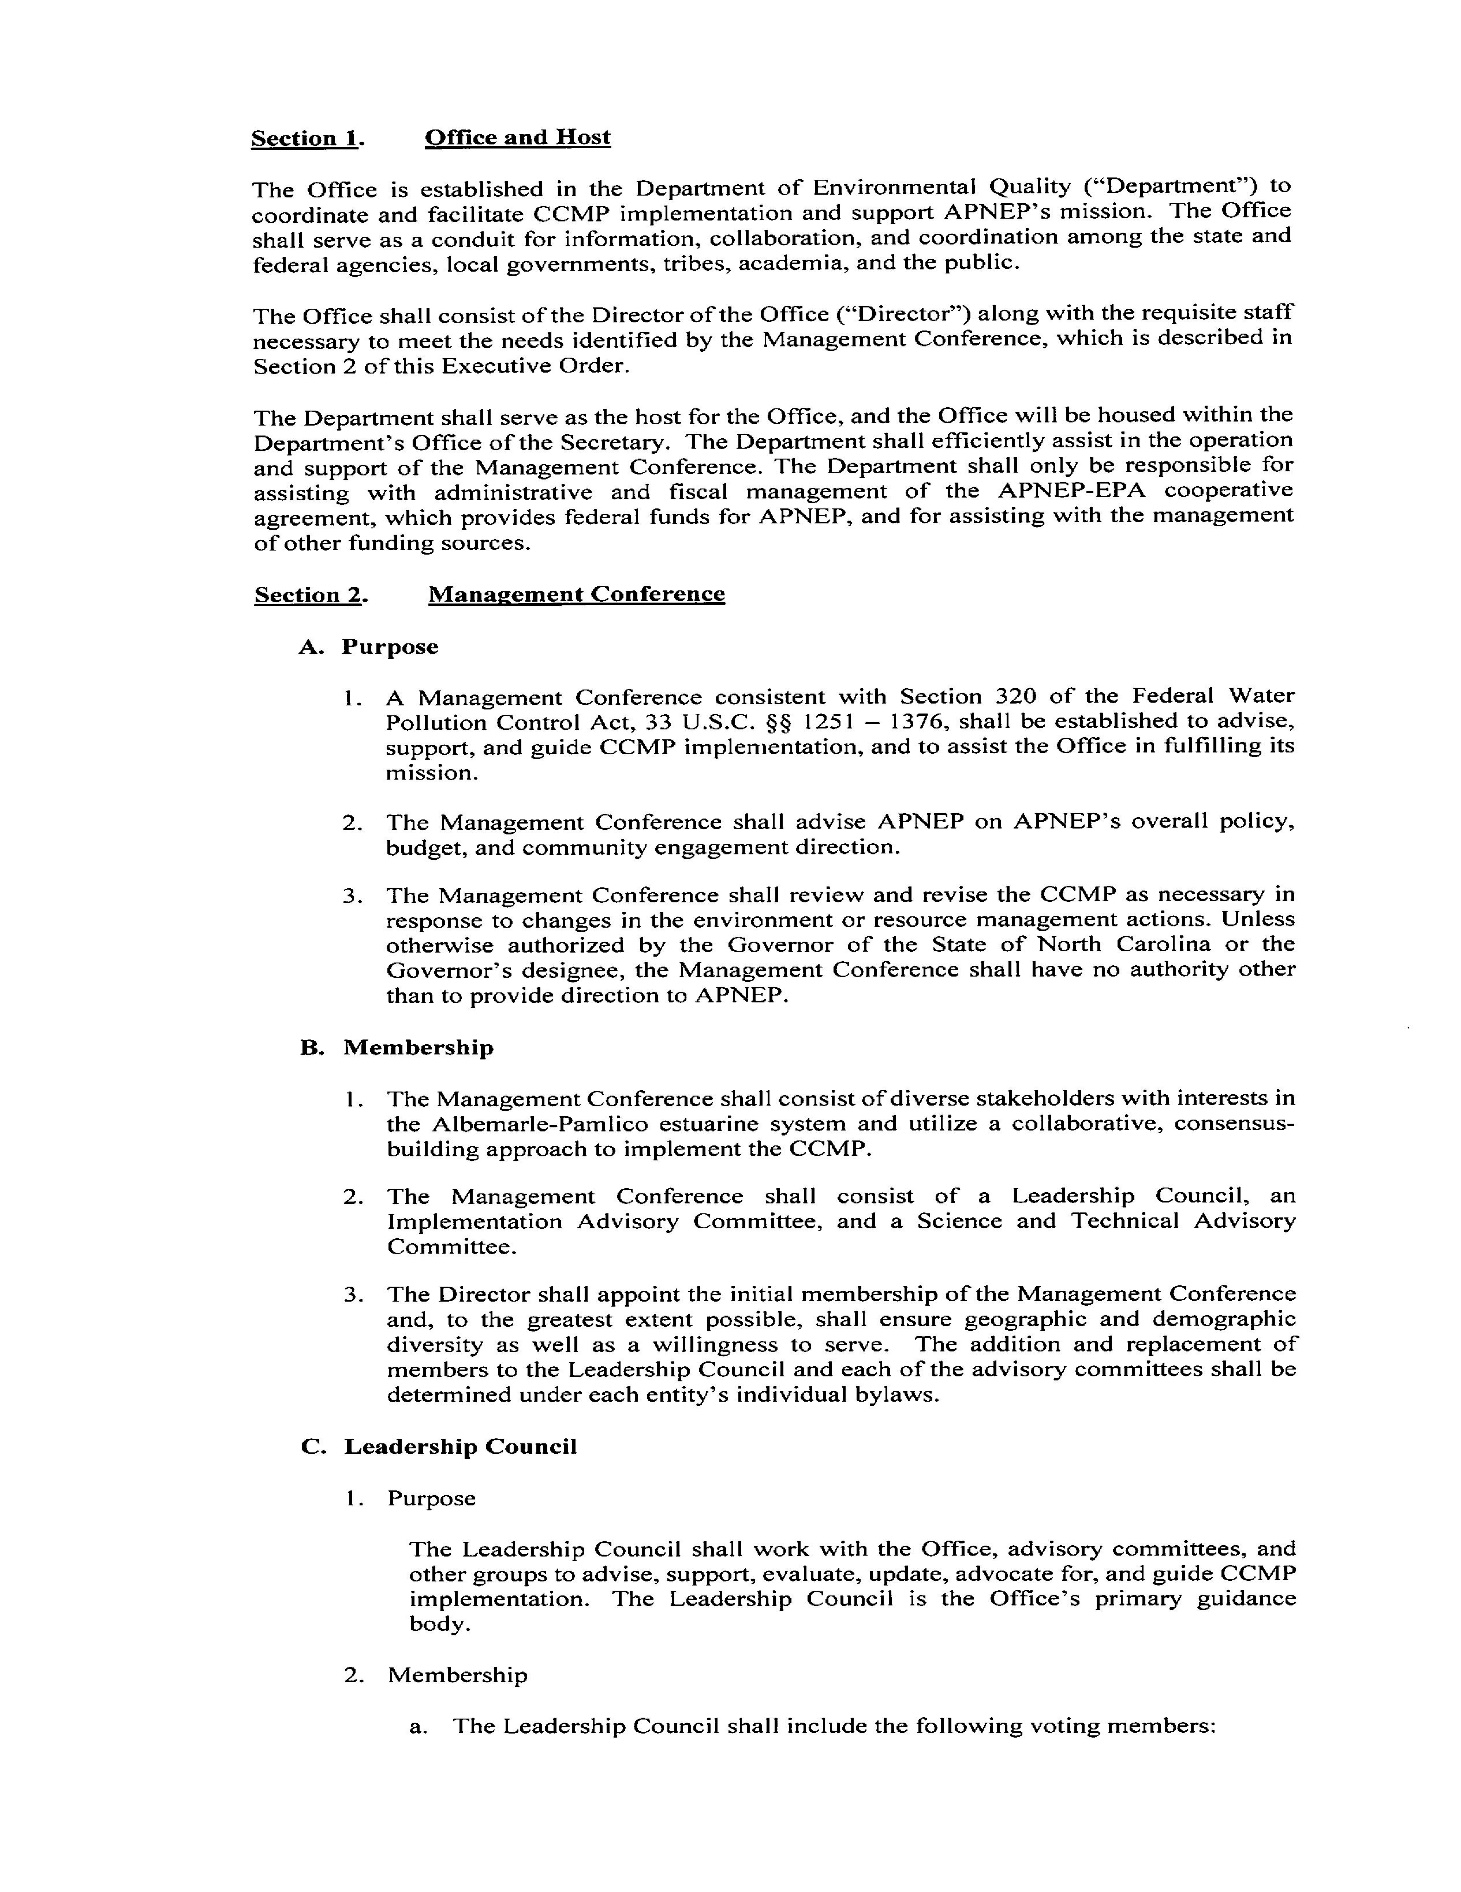 Section 1. Office and Host
The Office is established in the Department of Environmental Quality (“Department”) to
coordinate and facilitate CCMP implementation and support APNEP’s mission. The Office
shall serve as a conduit for information, collaboration, and coordination among the state and
federal agencies, local governments, tribes, academia, and the public.
The Office shall consist of the Director of the Office (“Director”) along with the requisite staff
necessary to meet the needs identified by the Management Conference, which is described in
Section 2 of this Executive Order.
The Department shall serve as the host for the Office, and the Office will be housed within the
Department’s Office of the Secretary. The Department shall efficiently assist in the operation
and support of the Management Conference. The Department shall only be responsible for
assisting with administrative and fiscal management of the APNEP-EPA cooperative
agreement, which provides federal funds for APNEP, and for assisting with the management
of other funding sources.
Section 2. Management Conference
A. Purpose
1. A Management Conference consistent with Section 320 of the Federal Water
Pollution Control Act, 33 U.S.C. §§ 1251 – 1376, shall be established to advise,
support, and guide CCMP implementation, and to assist the Office in fulfilling its
mission.
2. The Management Conference shall advise APNEP on APNEP’s overall policy,
budget, and community engagement direction.
3. The Management Conference shall review and revise the CCMP as necessary in
response to changes in the environment or resource management actions. Unless
otherwise authorized by the Governor of the State of North Carolina or the
Governor’s designee, the Management Conference shall have no authority other
than to provide direction to APNEP.
B. Membership
1. The Management Conference shall consist of diverse stakeholders with interests in
the Albemarle-Pamlico estuarine system and utilize a collaborative, consensus-
building approach to implement the CCMP.
2. The Management Conference shall consist of a Leadership Council, an
Implementation Advisory Committee, and a Science and Technical Advisory
Committee.
3. The Director shall appoint the initial membership of the Management Conference
and, to the greatest extent possible, shall ensure geographic and demographic
diversity as well as a willingness to serve. The addition and replacement of
members to the Leadership Council and each of the advisory committees shall be
determined under each entity’s individual bylaws.
C. Leadership Council
1. Purpose
The Leadership Council shall work with the Office, advisory committees, and
other groups to advise, support, evaluate, update, advocate for, and guide CCMP
implementation. The Leadership Council is the Office’s primary guidance
body.
2. Membership
a. The Leadership Council shall include the following voting members: